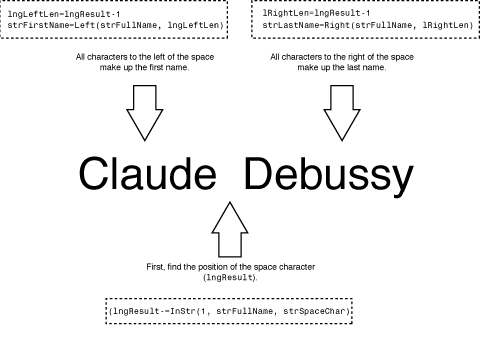 lngLeftLen=lngResult-1
strFirstName=Left(strFullName, lngLeftLen)
lRightLen=lngResult-1
strLastName=Right(strFullName, lRightLen)
All characters to the left of the space
make up the first name.
All characters to the right of the space
make up the last name.
Claude Debussy
First, find the position of the space character
(lngResult).
(lngResult-=InStr(1, strFullName, strSpaceChar)